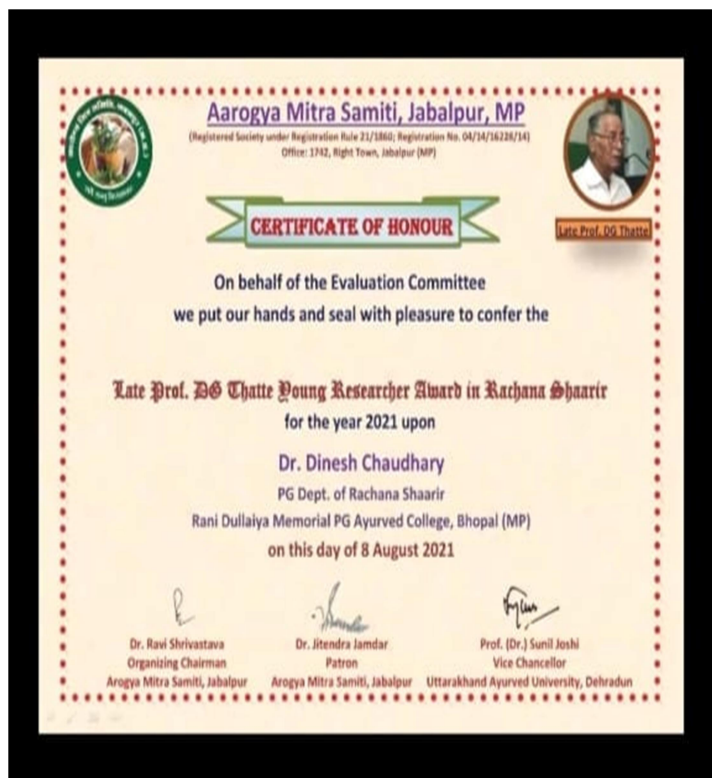 Aarogya Mitra Samiti, Jabalpur, MP
(Registered Society under Registration Rule 21/1860; Registration No. 04/14/16228/14)
Office: 1742, Right Town, Jabalpur (MP)
CERTIFICATE OF HONOUR
Late Prof. DG Thatte
On behalf of the Evaluation Committee
we put our hands and seal with pleasure to confer the
Late Prof. DG Thatte Young Researcher Award in Rachana Shaarir
for the year 2021 upon
Dr. Dinesh Chaudhary
PG Dept. of Rachana Shaarir
Rani Dullaiya Memorial PG Ayurved College, Bhopal (MP)
on this day of 8 August 2021
Dr. Ravi Shrivastava
Organizing Chairman
Arogya Mitra Samiti, Jabalpur
Dr. Jitendra Jamdar
Patron
Arogya Mitra Samiti, Jabalpur
Prof. (Dr.) Sunil Joshi
Vice Chancellor
Uttarakhand Ayurved University, Dehradun